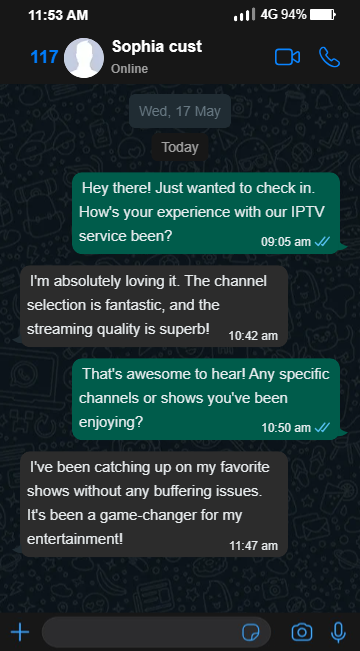 11:53 AM
4G 94%
117
Sophia cust
Online
Wed, 17 May
Today
Hey there! Just wanted to check in.
How's your experience with our IPTV
service been?
09:05 am
I'm absolutely loving it. The channel
selection is fantastic, and the
streaming quality is superb!
10:42 am
That's awesome to hear! Any specific
channels or shows you've been
enjoying?
10:50 am
I've been catching up on my favorite
shows without any buffering issues.
It's been a game-changer for my
entertainment!
11:47 am